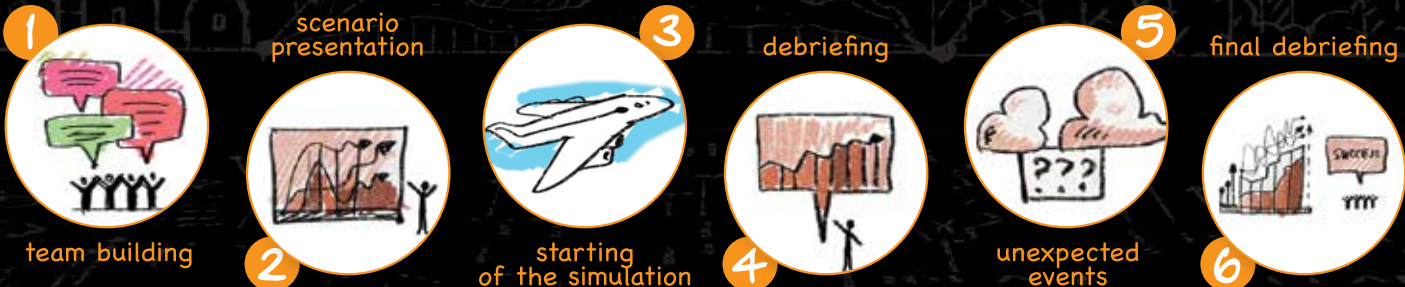 1
team building
scenario
presentation
2
3
starting
of the simulation
debriefing
4
5
???
unexpected
events
final debriefing
SUCCESS
6